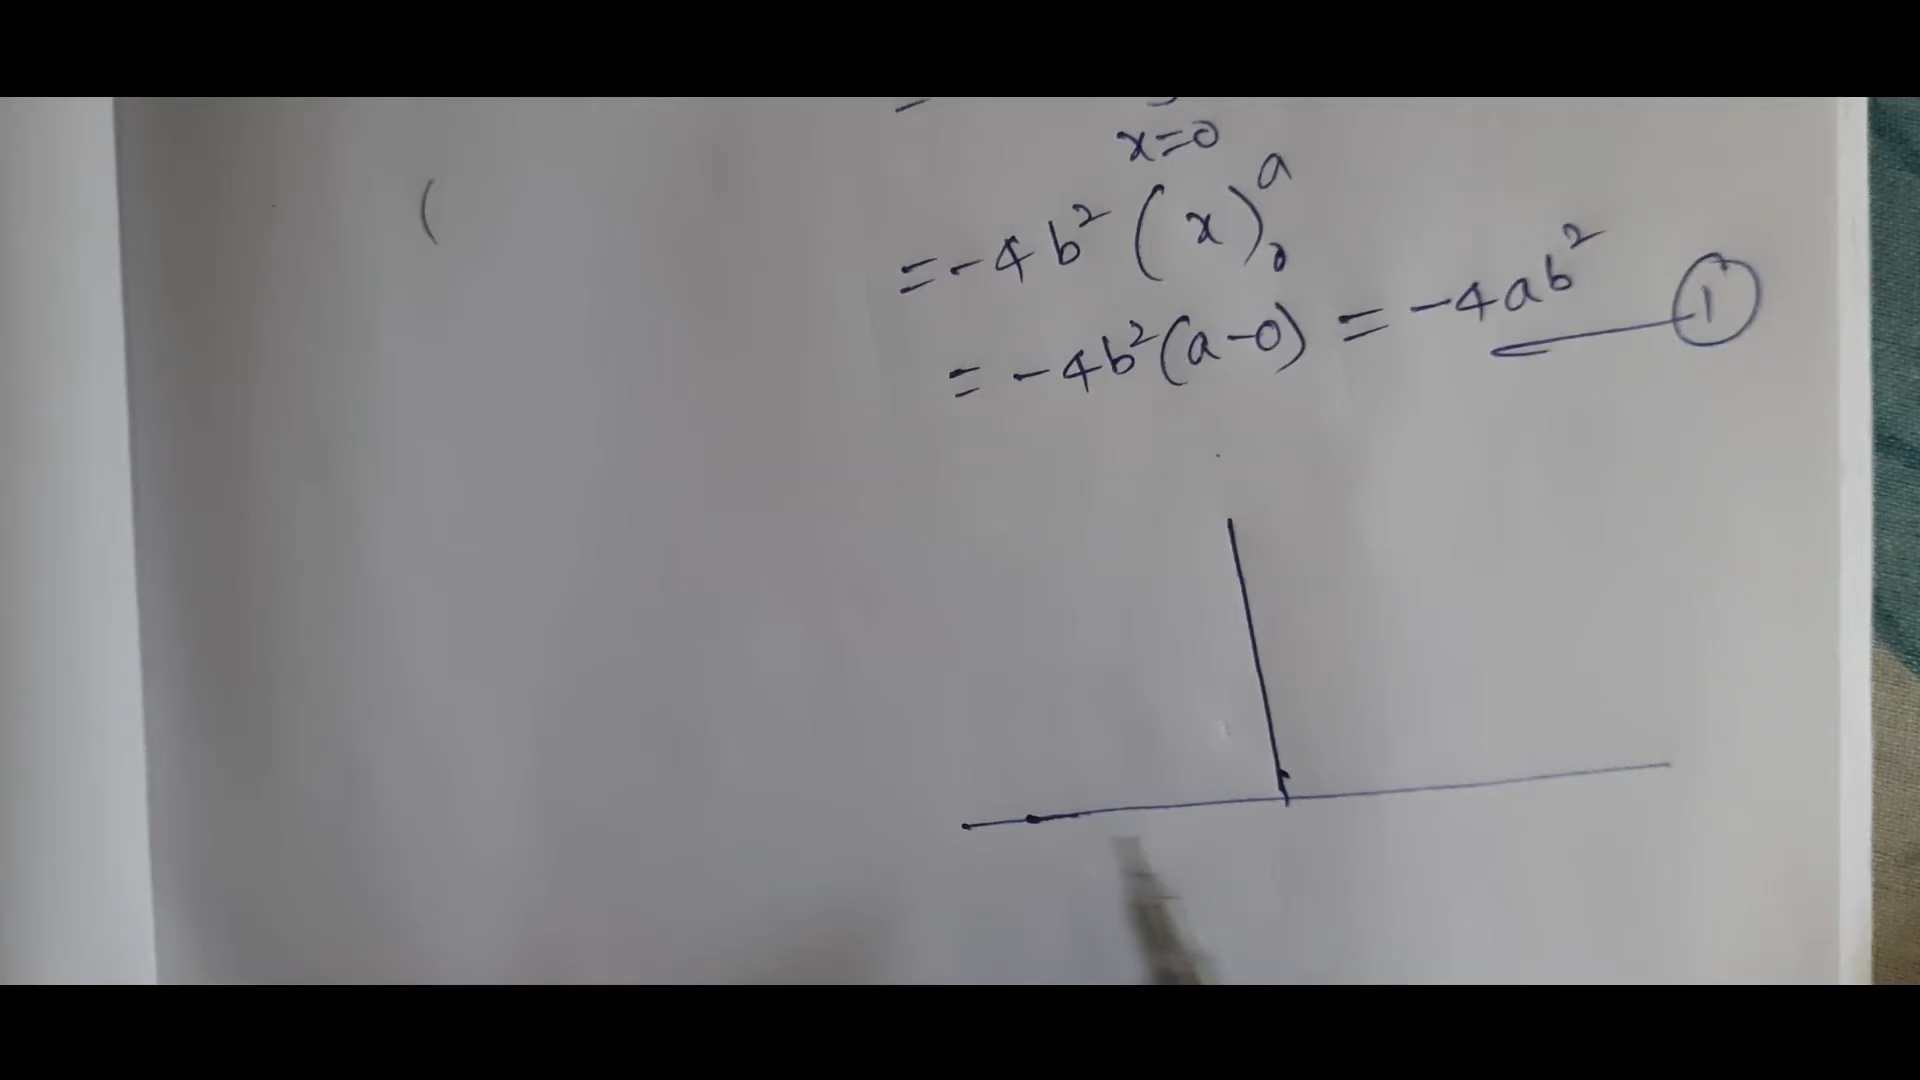 x=0
(
= -4b² (x)₀ᵃ
= -4b²(a-0) = -4ab² ①